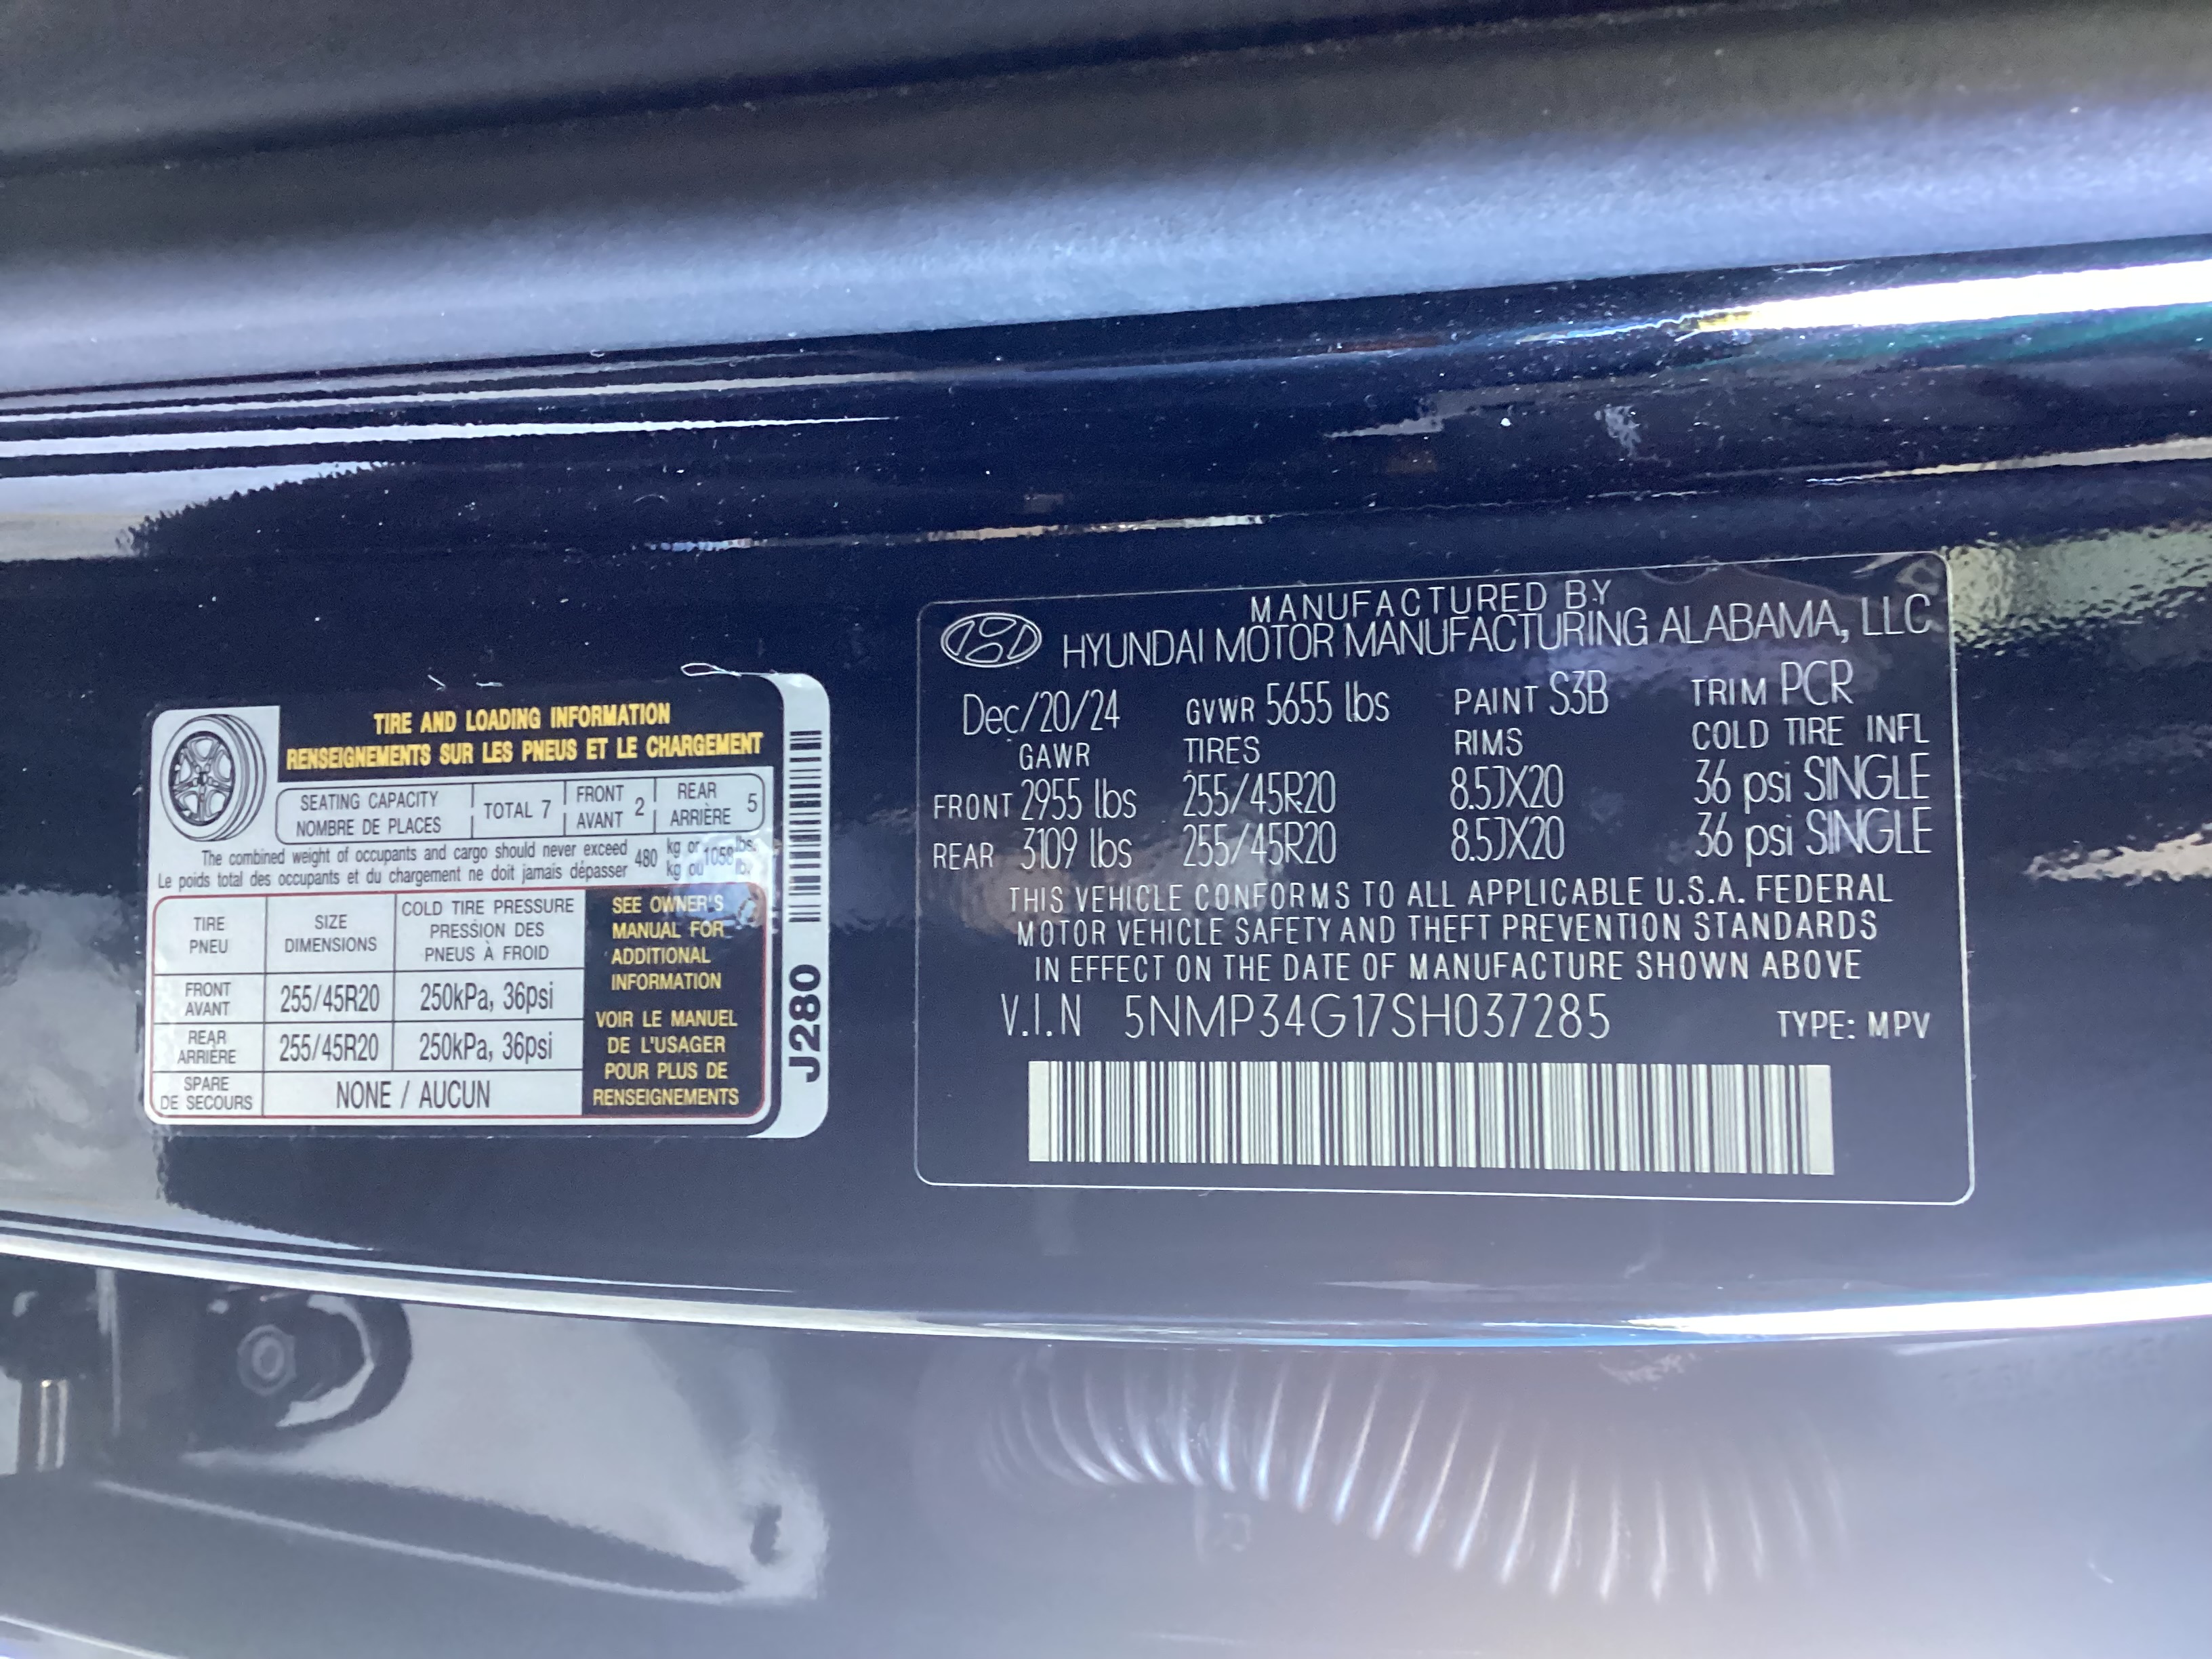 TIRE AND LOADING INFORMATION
RENSEIGNEMENTS SUR LES PNEUS ET LE CHARGEMENT
SEATING CAPACITY
NOMBRE DE PLACES
TOTAL 7
FRONT
AVANT
2
REAR
ARRIÈRE
5
The combined weight of occupants and cargo should never exceed 480 kg or 1058 lbs.
Le poids total des occupants et du chargement ne doit jamais dépasser kg ou lb.
TIRE
PNEU
SIZE
DIMENSIONS
COLD TIRE PRESSURE
PRESSION DES
PNEUS À FROID
FRONT
AVANT
255/45R20
250kPa, 36psi
REAR
ARRIÈRE
255/45R20
250kPa, 36psi
SPARE
DE SECOURS
NONE / AUCUN
SEE OWNER'S
MANUAL FOR
ADDITIONAL
INFORMATION
VOIR LE MANUEL
DE L'USAGER
POUR PLUS DE
RENSEIGNEMENTS
J280
MANUFACTURED BY
HYUNDAI MOTOR MANUFACTURING ALABAMA, LLC
Dec/20/24 GVWR 5655 lbs PAINT S3B TRIM PCR
GAWR TIRES RIMS COLD TIRE INFL
FRONT 2955 lbs 255/45R20 8.5JX20 36 psi SINGLE
REAR 3109 lbs 255/45R20 8.5JX20 36 psi SINGLE
THIS VEHICLE CONFORMS TO ALL APPLICABLE U.S.A. FEDERAL
MOTOR VEHICLE SAFETY AND THEFT PREVENTION STANDARDS
IN EFFECT ON THE DATE OF MANUFACTURE SHOWN ABOVE
V.I.N 5NMP34G17SH037285 TYPE: MPV